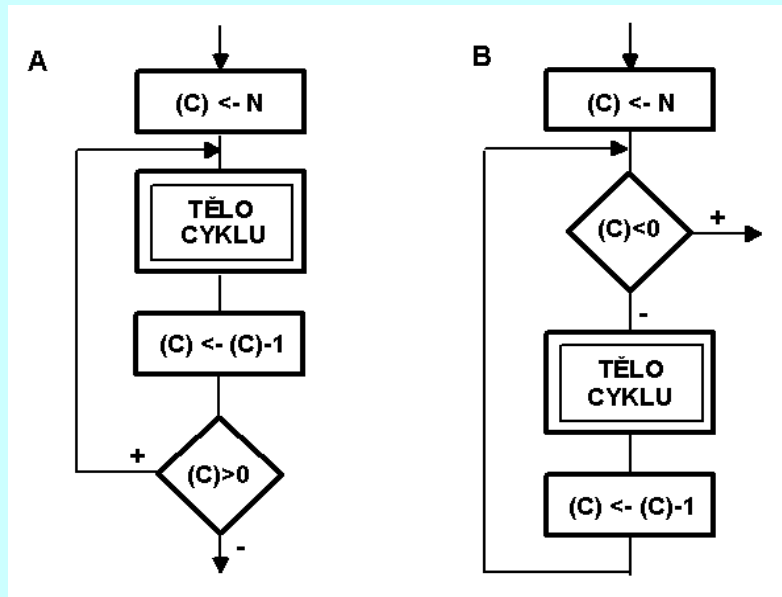 A
(C) <- N
TĚLO
CYKLU
(C) <- (C)-1
+
(C)>0
-
B
(C) <- N
(C)<0
+
-
TĚLO
CYKLU
(C) <- (C)-1